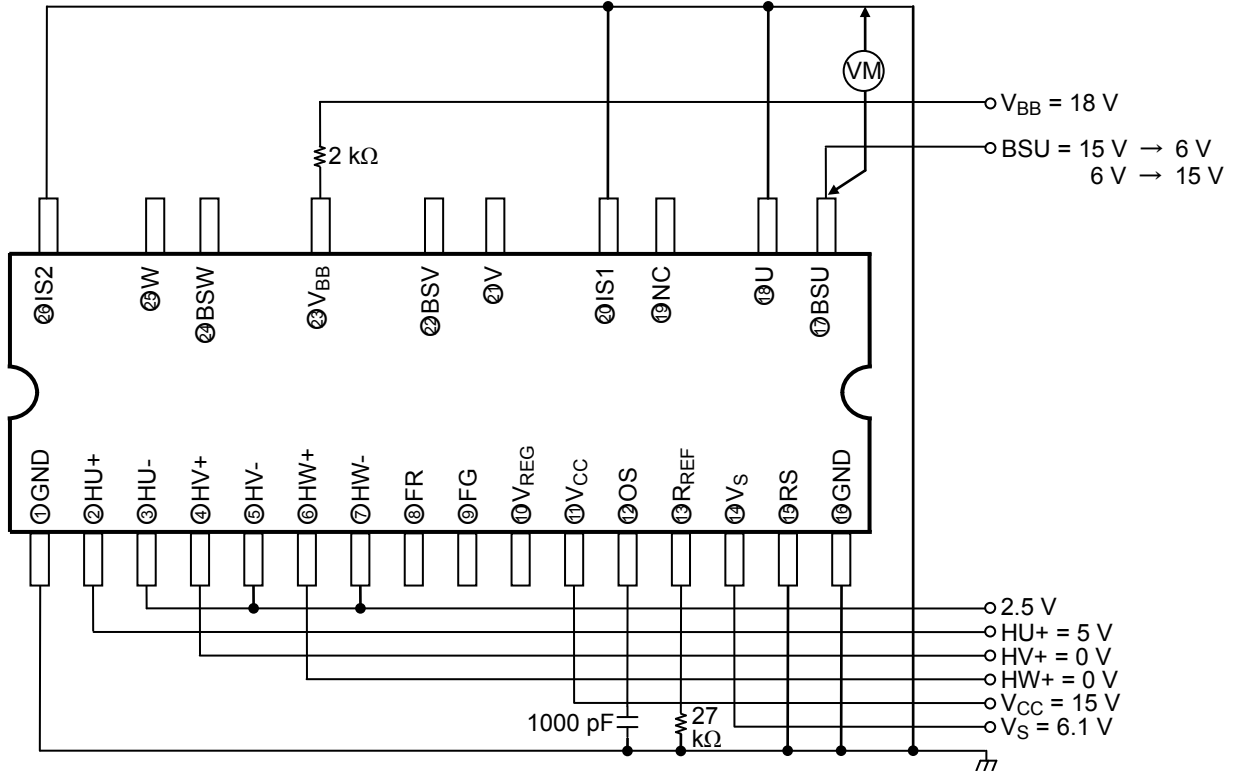 VM
V_BB = 18 V
BSU = 15 V → 6 V
6 V → 15 V
2 kΩ
㉖IS2
㉕W
㉔BSW
㉓V_BB
㉒BSV
㉑V
⑳IS1
⑲NC
⑱U
⑰BSU
①GND
②HU+
③HU-
④HV+
⑤HV-
⑥HW+
⑦HW-
⑧FR
⑨FG
⑩V_REG
⑪V_CC
⑫OS
⑬R_REF
⑭V_S
⑮RS
⑯GND
2.5 V
HU+ = 5 V
HV+ = 0 V
HW+ = 0 V
V_CC = 15 V
V_S = 6.1 V
1000 pF
27
kΩ